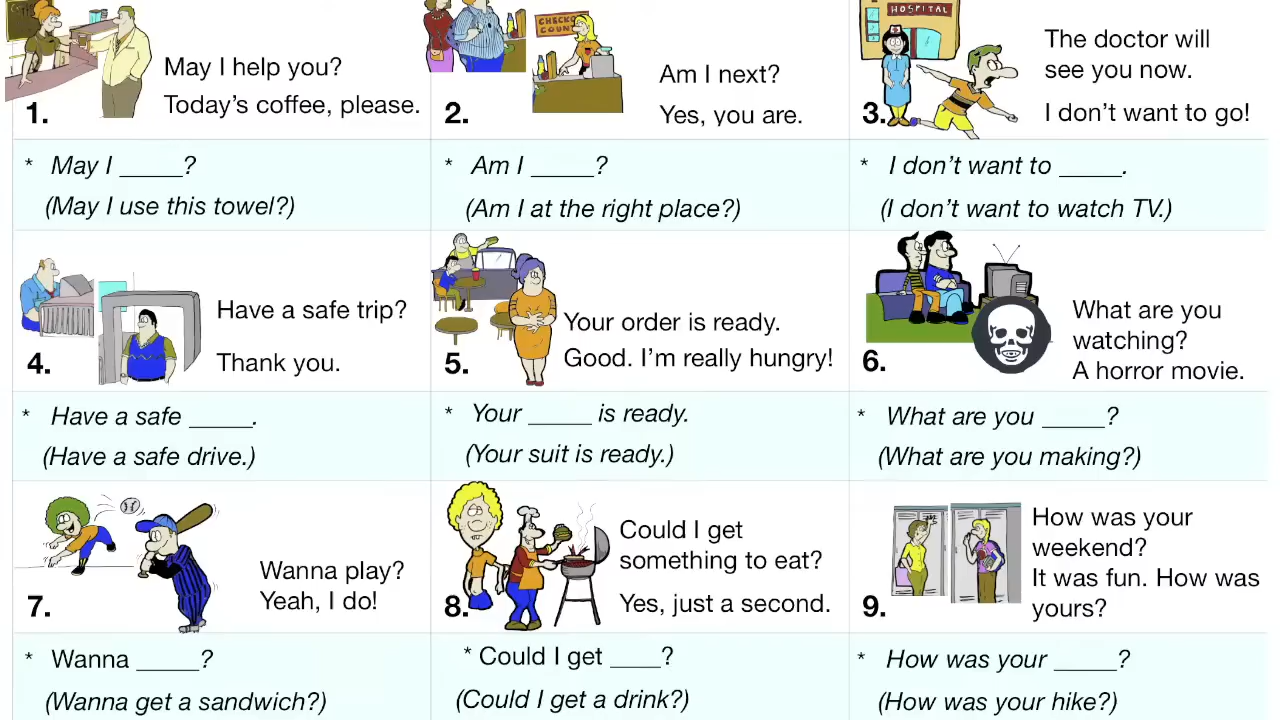 HOSPITAL
May I help you?
Today's coffee, please.
1.
Am I next?
Yes, you are.
2.
The doctor will
see you now.
I don't want to go!
3.
* May I _____?
(May I use this towel?)
* Am I _____?
(Am I at the right place?)
* I don't want to _____.
(I don't want to watch TV.)
Have a safe trip?
Thank you.
4.
Your order is ready.
Good. I'm really hungry!
5.
What are you
watching?
A horror movie.
6.
* Have a safe _____.
(Have a safe drive.)
* Your _____ is ready.
(Your suit is ready.)
* What are you _____?
(What are you making?)
Wanna play?
Yeah, I do!
7.
Could I get
something to eat?
Yes, just a second.
8.
How was your
weekend?
It was fun. How was
yours?
9.
* Wanna _____?
(Wanna get a sandwich?)
* Could I get ____?
(Could I get a drink?)
* How was your _____?
(How was your hike?)